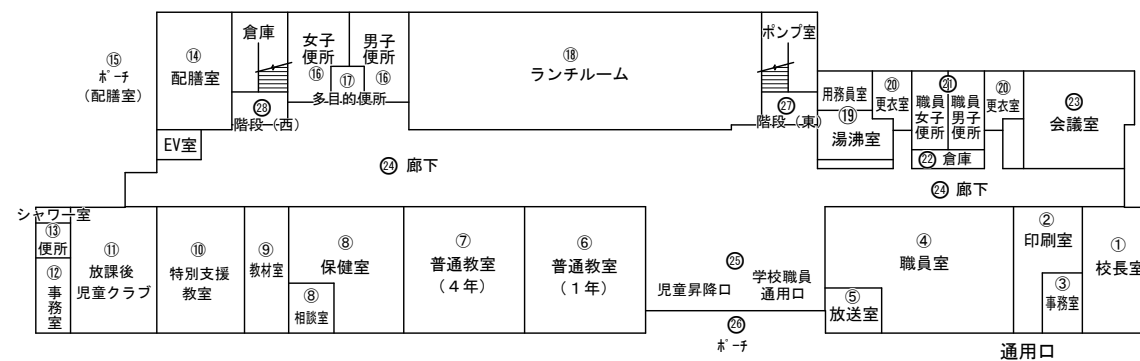 ⑮
ﾎﾟｰﾁ
（配膳室）
⑭
配膳室
EV室
倉庫
㉘
階段（西）
女子
便所
⑯
男子
便所
⑯
⑰
多目的便所
⑱
ランチルーム
ポンプ室
㉗
階段（東）
用務員室
⑲
湯沸室
⑳
更衣室
㉑
職員
女子
便所
職員
男子
便所
㉒ 倉庫
⑳
更衣室
㉓
会議室
㉔ 廊下
㉔ 廊下
シャワー室
⑬
便所
⑫
事
務
室
⑪
放課後
児童クラブ
⑩
特別支援
教室
⑨
教材室
⑧
保健室
⑧
相談室
⑦
普通教室
（４年）
⑥
普通教室
（１年）
㉕
児童昇降口
学校職員
通用口
㉖
ﾎﾟｰﾁ
④
職員室
⑤
放送室
②
印刷室
③
事務室
①
校長室
通用口